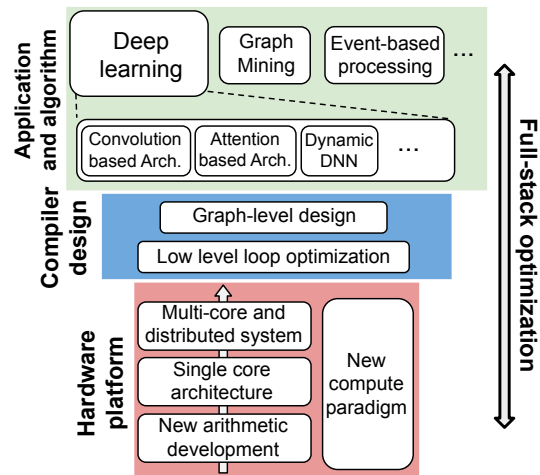 Application
and algorithm
Deep
learning
Graph
Mining
Event-based
processing
...
Convolution
based Arch.
Attention
based Arch.
Dynamic
DNN
...
Compiler
design
Graph-level design
Low level loop optimization
Hardware
platform
Multi-core and
distributed system
Single core
architecture
New arithmetic
development
New
compute
paradigm
Full-stack optimization